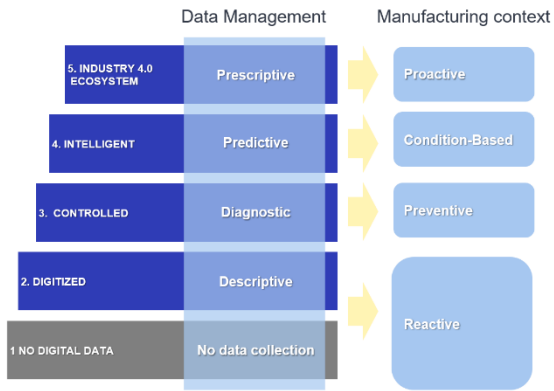 Data Management
Manufacturing context
5. INDUSTRY 4.0
ECOSYSTEM
Prescriptive
Proactive
4. INTELLIGENT
Predictive
Condition-Based
3. CONTROLLED
Diagnostic
Preventive
2. DIGITIZED
Descriptive
Reactive
1 NO DIGITAL DATA
No data collection